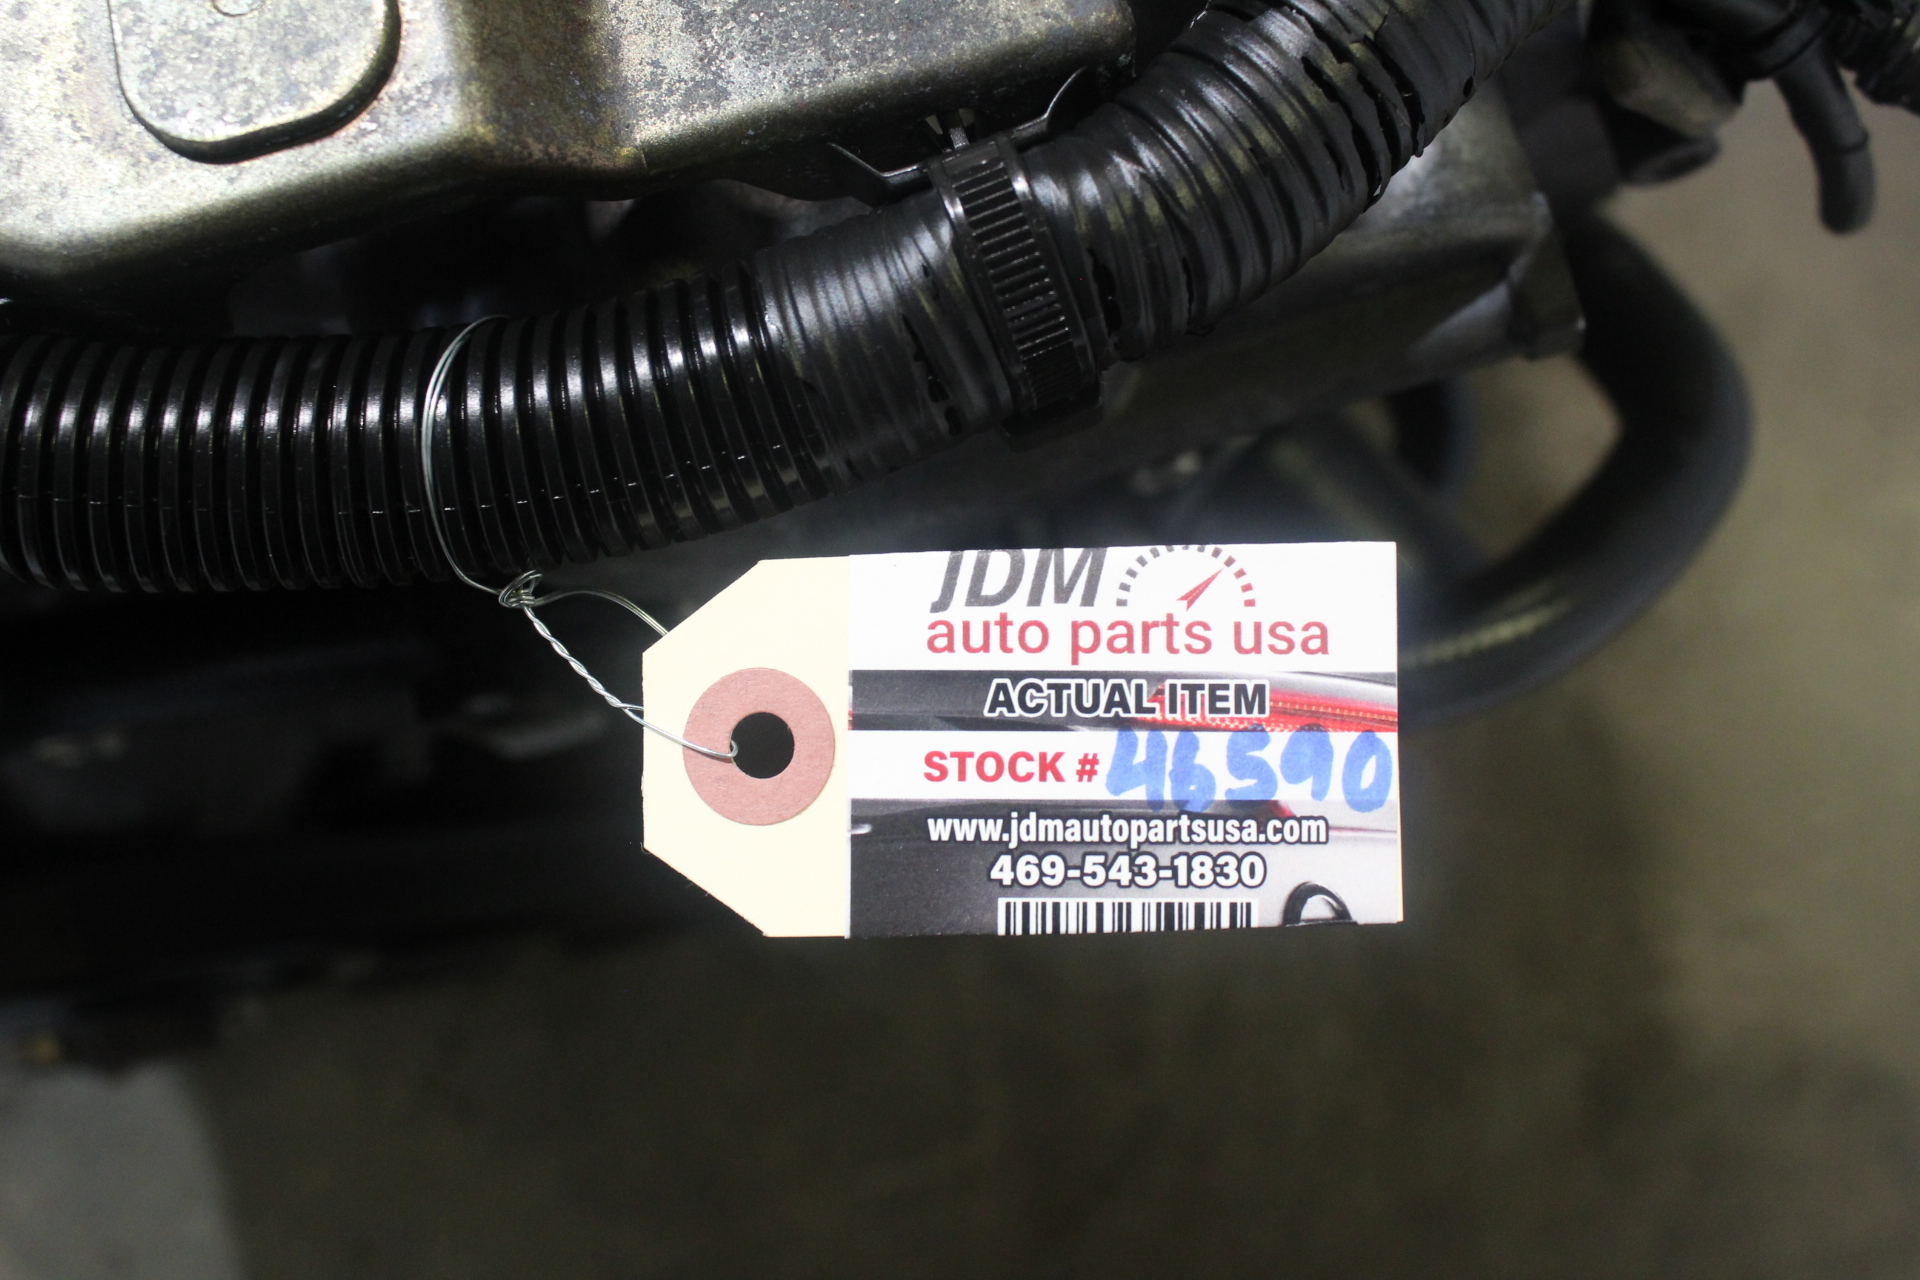 JDM
auto parts usa
ACTUAL ITEM
STOCK # 46590
www.jdmautopartsusa.com
469-543-1830